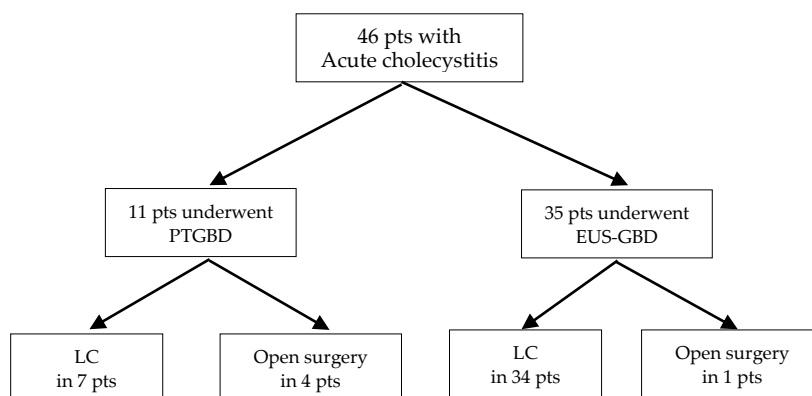 46 pts with
Acute cholecystitis
11 pts underwent
PTGBD
35 pts underwent
EUS-GBD
LC
in 7 pts
Open surgery
in 4 pts
LC
in 34 pts
Open surgery
in 1 pts